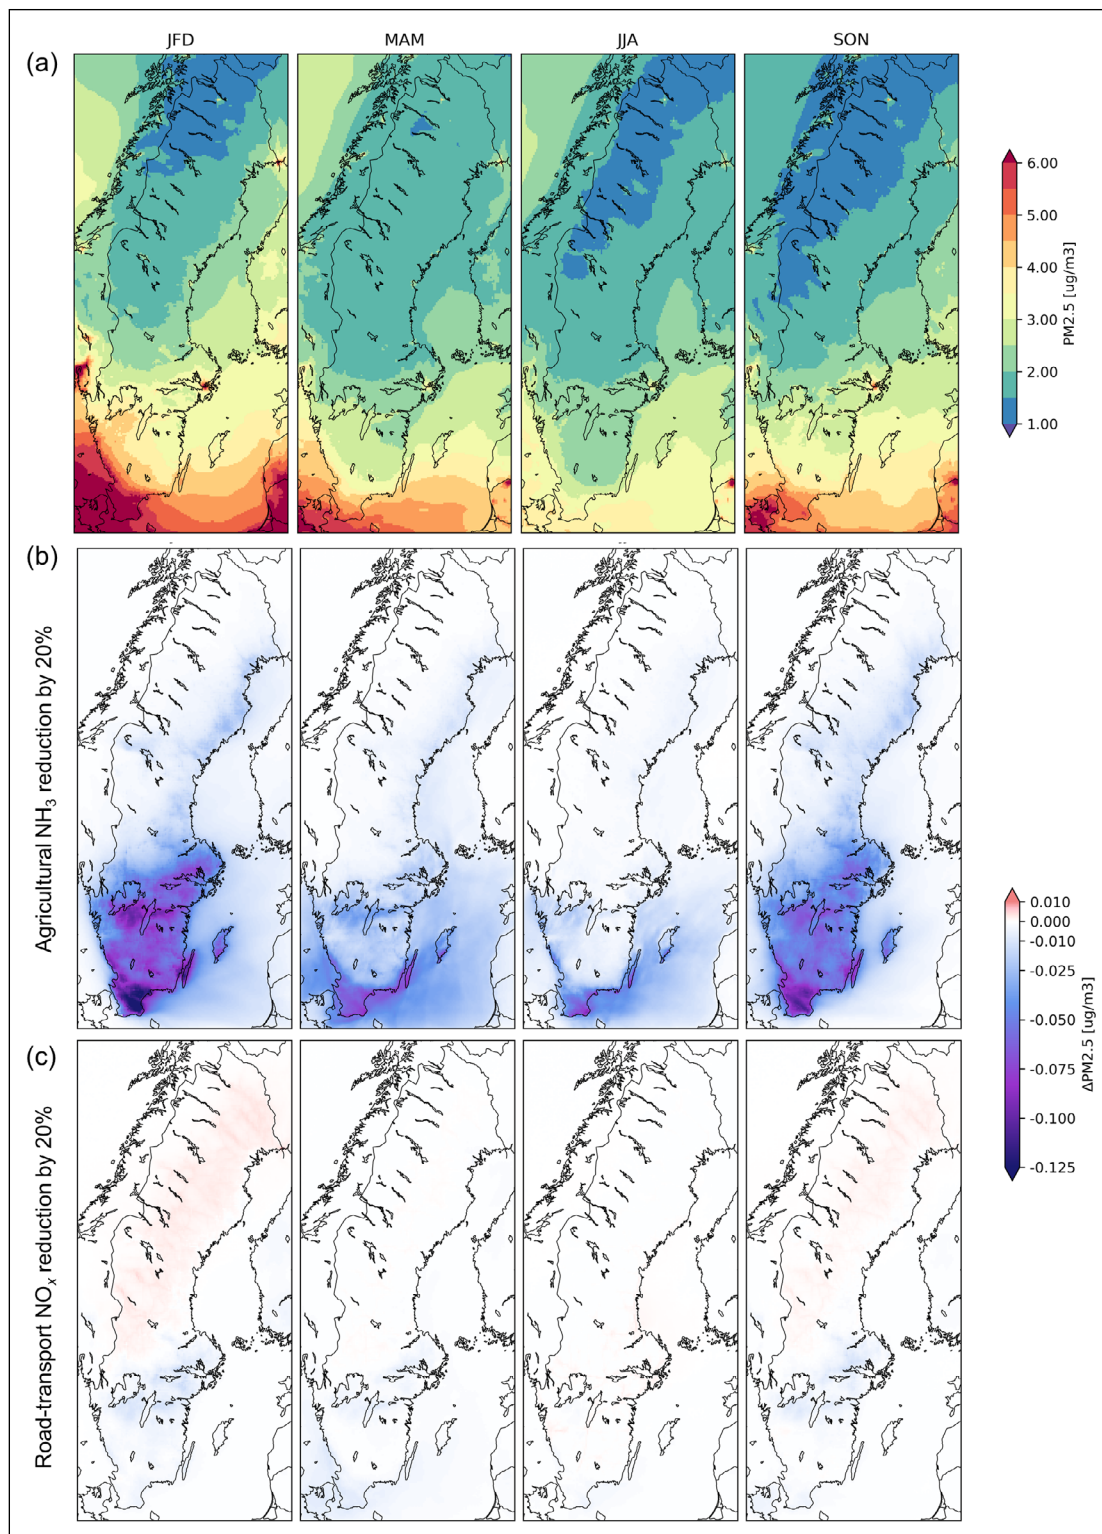 JFD MAM JJA SON
(a)
6.00
5.00
4.00
3.00
2.00
1.00
PM2.5 [ug/m3]
(b)
Agricultural NH₃ reduction by 20%
0.010
0.000
-0.010
-0.025
-0.050
-0.075
-0.100
-0.125
ΔPM2.5 [ug/m3]
(c)
Road-transport NOₓ reduction by 20%